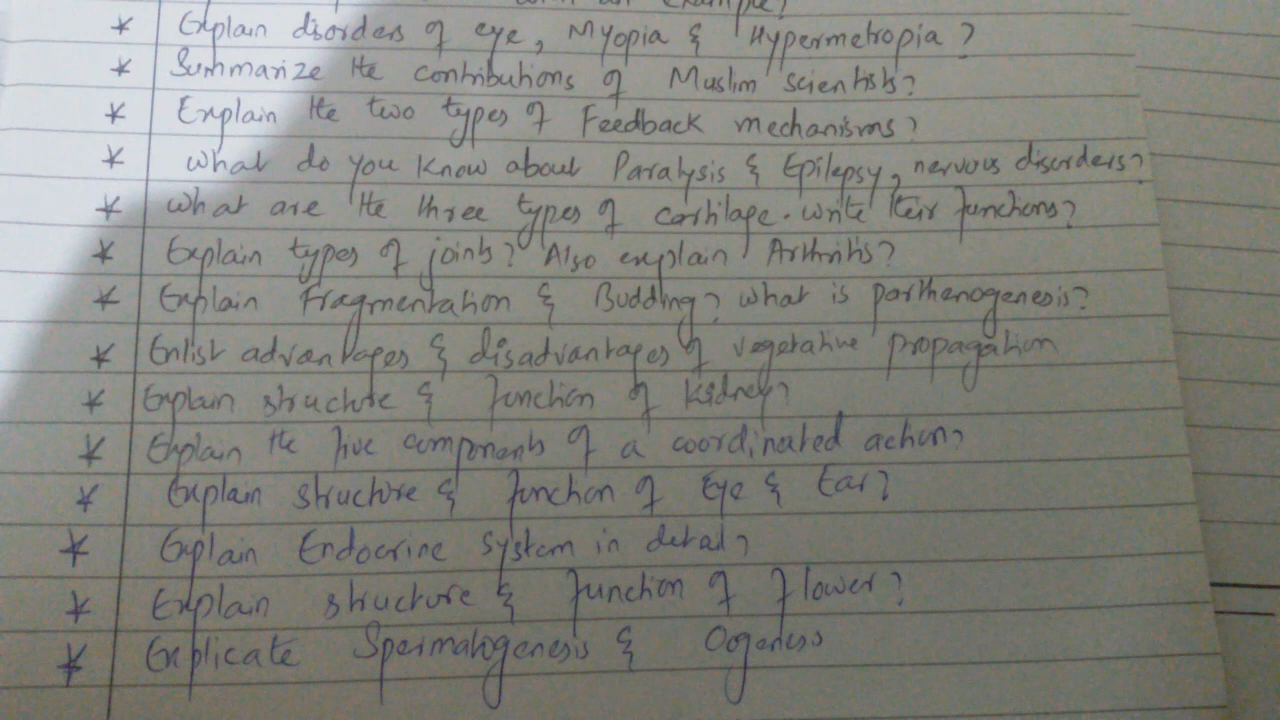 with an example?
* Explain disorders of eye, Myopia & Hypermetropia?
* Summarize the contributions of Muslim scientists?
* Explain the two types of Feedback mechanisms?
* What do you know about Paralysis & Epilepsy, nervous disorders?
* What are the three types of cartilage. Write their functions?
* Explain types of joints? Also explain Arthritis?
* Explain Fragmentation & Budding? What is parthenogenesis?
* Enlist advantages & disadvantages of vegetative propagation
* Explain structure & function of kidney?
* Explain the five components of a coordinated action?
* Explain structure & function of Eye & Ear?
* Explain Endocrine system in detail?
* Explain structure & function of flower?
* Explicate Spermatogenesis & Oogenesis